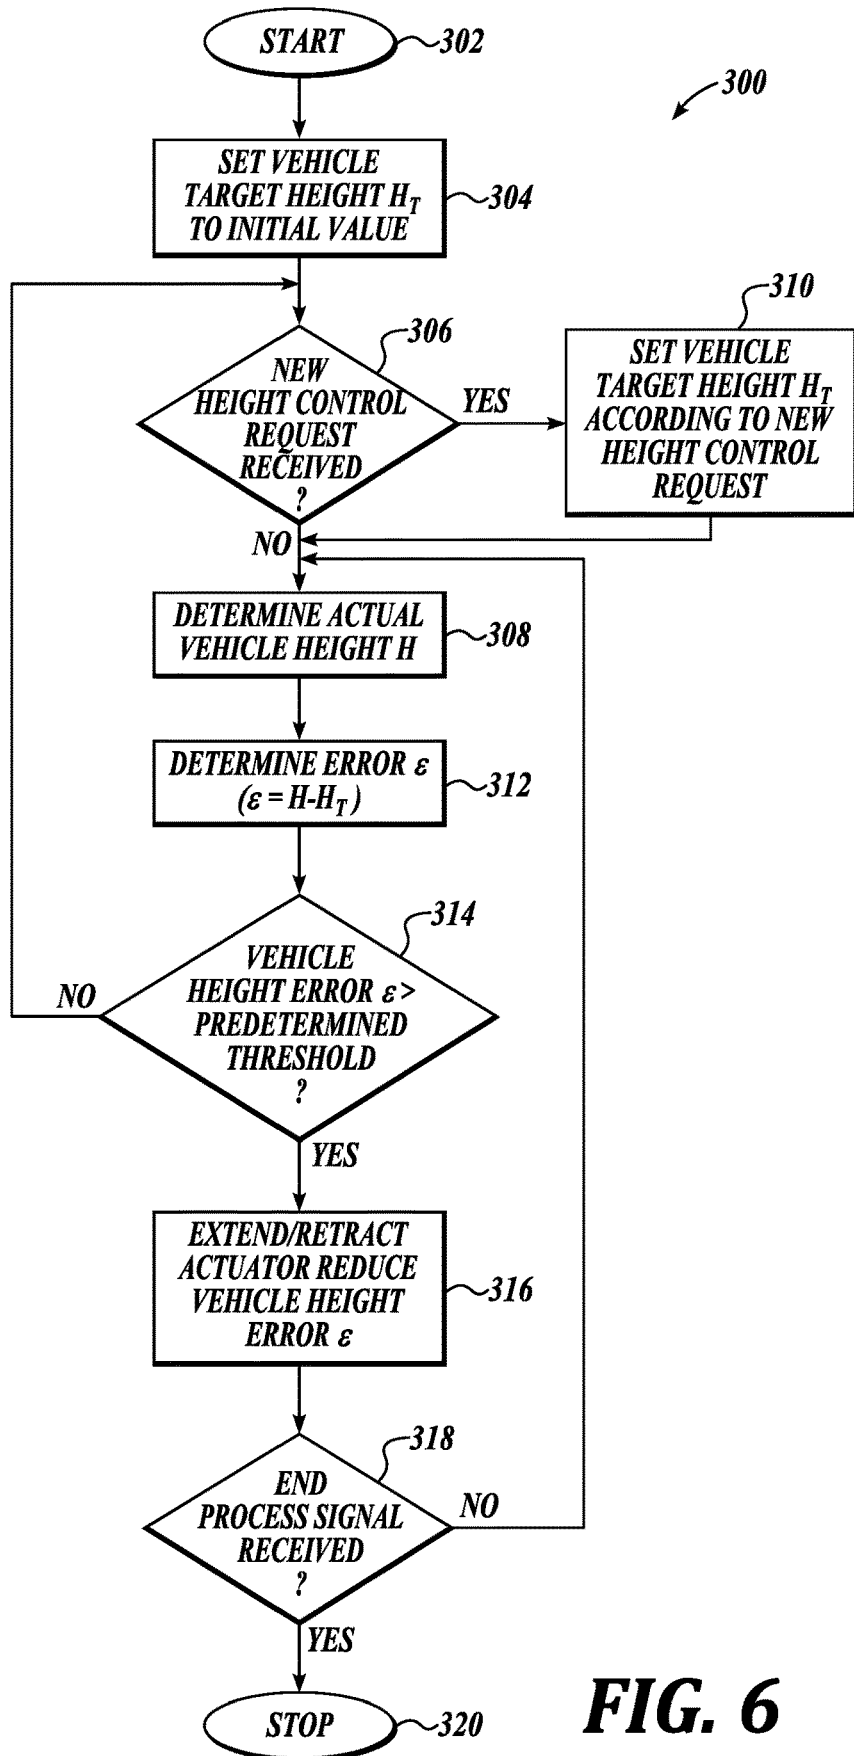 START
302
300
SET VEHICLE
TARGET HEIGHT H_T
TO INITIAL VALUE
304
306
NEW
HEIGHT CONTROL
REQUEST
RECEIVED
?
YES
310
SET VEHICLE
TARGET HEIGHT H_T
ACCORDING TO NEW
HEIGHT CONTROL
REQUEST
NO
DETERMINE ACTUAL
VEHICLE HEIGHT H
308
DETERMINE ERROR ε
(ε = H-H_T)
312
314
VEHICLE
HEIGHT ERROR ε >
PREDETERMINED
THRESHOLD
?
NO
YES
EXTEND/RETRACT
ACTUATOR REDUCE
VEHICLE HEIGHT
ERROR ε
316
318
END
PROCESS SIGNAL
RECEIVED
?
NO
YES
STOP
320
FIG. 6